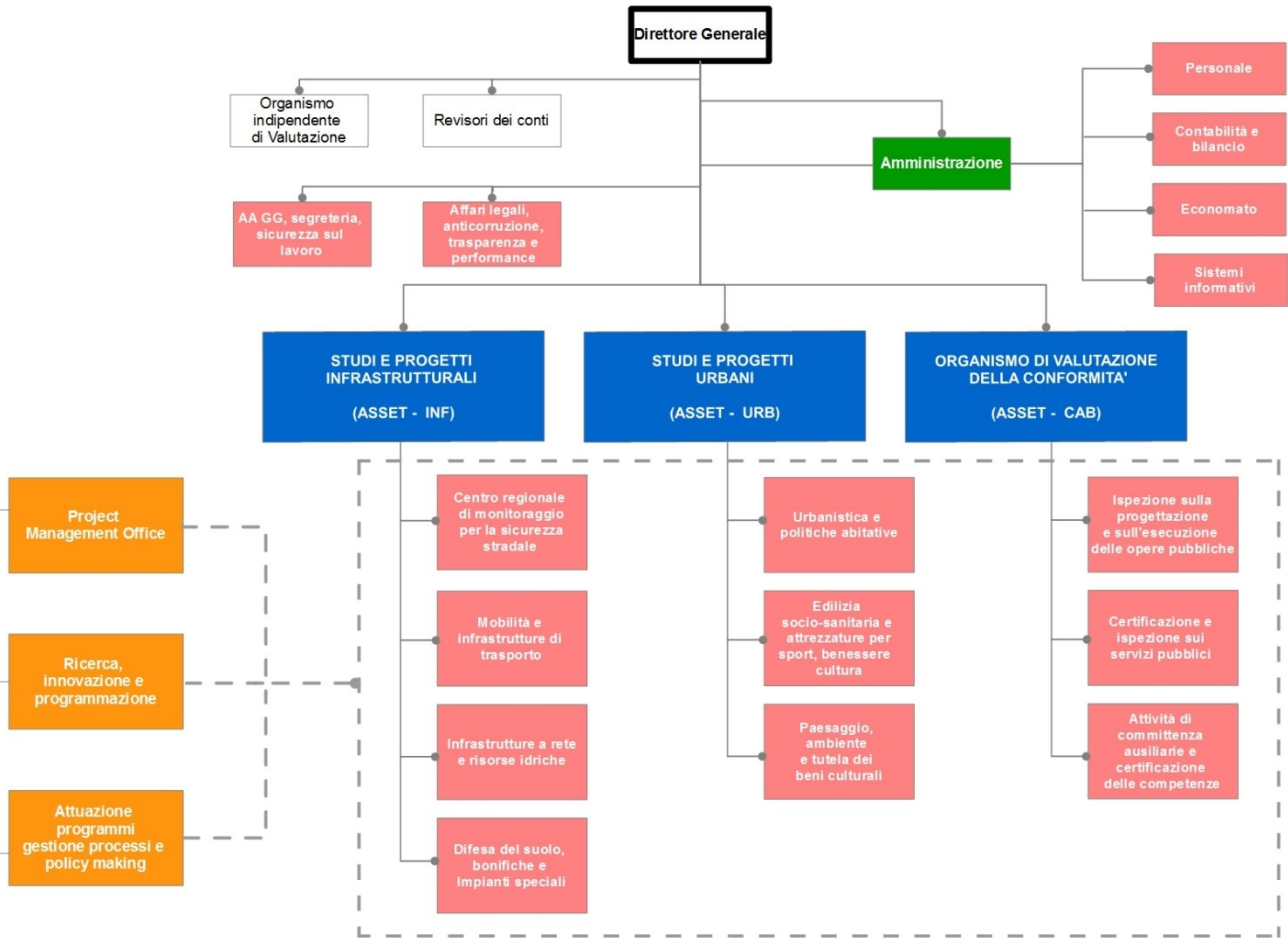 Direttore Generale
Organismo
indipendente
di Valutazione
Revisori dei conti
Amministrazione
Personale
Contabilità e
bilancio
Economato
Sistemi
informativi
AA GG, segreteria,
sicurezza sul
lavoro
Affari legali,
anticorruzione,
trasparenza e
performance
STUDI E PROGETTI
INFRASTRUTTURALI
(ASSET - INF)
STUDI E PROGETTI
URBANI
(ASSET - URB)
ORGANISMO DI VALUTAZIONE
DELLA CONFORMITA'
(ASSET - CAB)
Project
Management Office
Ricerca,
innovazione e
programmazione
Attuazione
programmi
gestione processi e
policy making
Centro regionale
di monitoraggio
per la sicurezza
stradale
Mobilità e
infrastrutture di
trasporto
Infrastrutture a rete
e risorse idriche
Difesa del suolo,
bonifiche e
Impianti speciali
Urbanistica e
politiche abitative
Edilizia
socio-sanitaria e
attrezzature per
sport, benessere
cultura
Paesaggio,
ambiente
e tutela dei
beni culturali
Ispezione sulla
progettazione
e sull'esecuzione
delle opere pubbliche
Certificazione e
ispezione sui
servizi pubblici
Attività di
committenza
ausiliarie e
certificazione
delle competenze